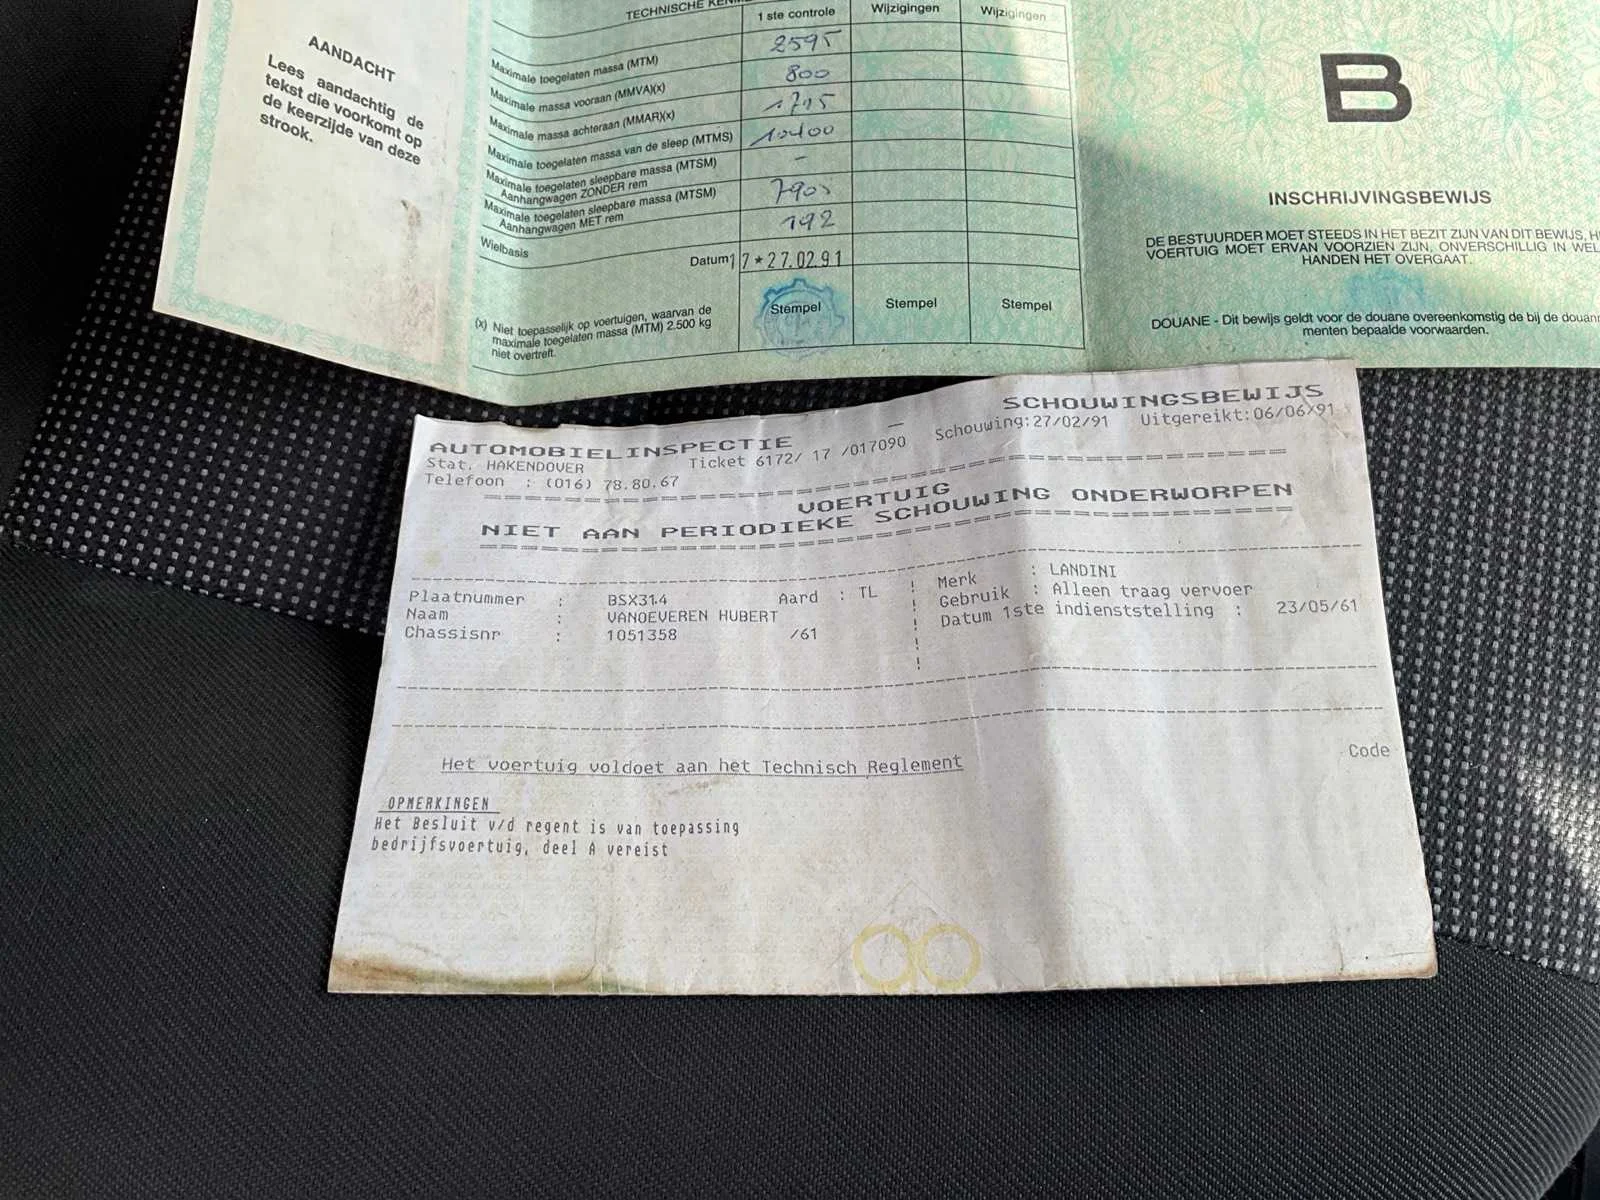 AANDACHT
Lees aandachtig de
tekst die voorkomt op
de keerzijde van deze
strook.
TECHNISCHE
1 ste controle
Wijzigingen
Wijzigingen
Maximale toegelaten massa (MTM) 2595
Maximale massa vooraan (MMVA)(x) 800
Maximale massa achteraan (MMAR)(x) 1795
Maximale toegelaten massa van de sleep (MTMS) 10400
Maximale toegelaten sleepbare massa (MTSM)
Aanhangwagen ZONDER rem -
Maximale toegelaten sleepbare massa (MTSM)
Aanhangwagen MET rem 7905
Wielbasis 192
Datum 17*27.02.91
(x) Niet toepasselijk op voertuigen, waarvan de
maximale toegelaten massa (MTM) 2.500 kg
niet overtreft.
Stempel
Stempel
Stempel
B
INSCHRIJVINGSBEWIJS
DE BESTUURDER MOET STEEDS IN HET BEZIT ZIJN VAN DIT BEWIJS,
VOERTUIG MOET ERVAN VOORZIEN ZIJN, ONVERSCHILLIG IN
HANDEN HET OVERGAAT.
DOUANE - Dit bewijs geldt voor de douane overeenkomstig de bij de
menten bepaalde voorwaarden.
SCHOUWINGSBEWIJS
AUTOMOBIELINSPECTIE
Schouwing:27/02/91 Uitgereikt:06/06/91
Stat. HAKENDOVER Ticket 6172/ 17 /017090
Telefoon : (016) 78.80.67
VOERTUIG
NIET AAN PERIODIEKE SCHOUWING ONDERWORPEN
Plaatnummer : BSX314 Aard : TL ! Merk : LANDINI
Naam : VANOEVEREN HUBERT ! Gebruik : Alleen traag vervoer
Chassisnr : 1051358 /61 ! Datum 1ste indienststelling : 23/05/61
!
Code
Het voertuig voldoet aan het Technisch Reglement
OPMERKINGEN
Het Besluit v/d regent is van toepassing
bedrijfsvoertuig, deel A vereist